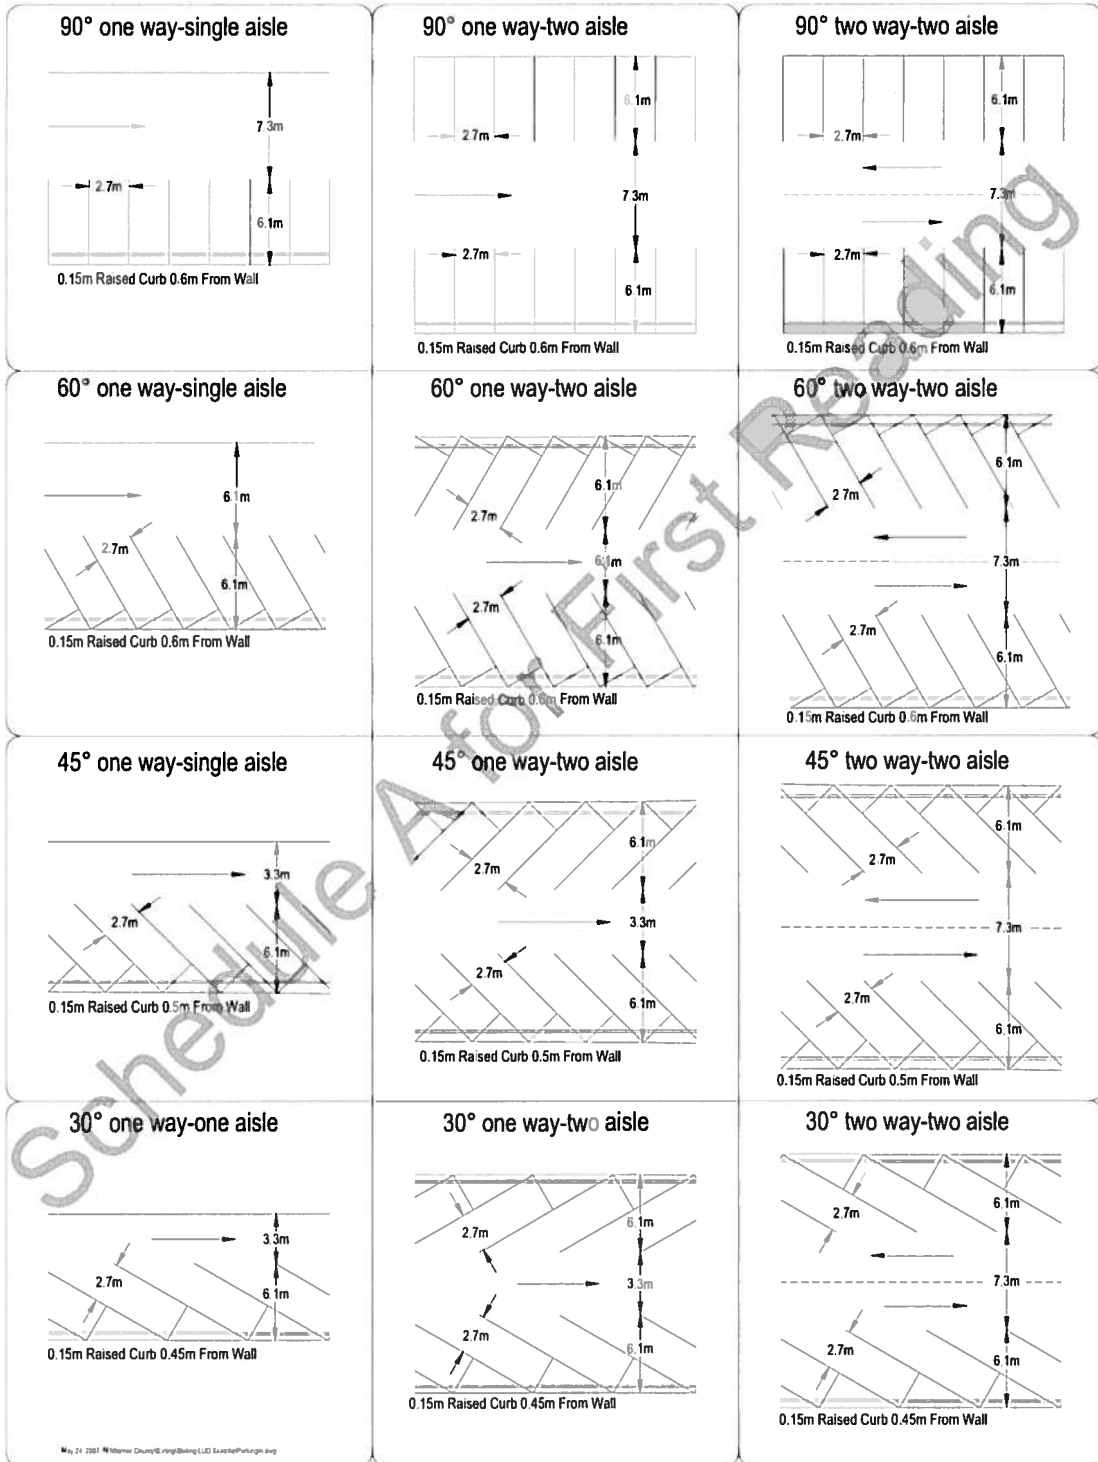 90° one way-single aisle
7.3m
2.7m
6.1m
0.15m Raised Curb 0.6m From Wall
90° one way-two aisle
6.1m
2.7m
7.3m
2.7m
6.1m
0.15m Raised Curb 0.6m From Wall
90° two way-two aisle
6.1m
2.7m
7.3m
2.7m
6.1m
0.15m Raised Curb 0.6m From Wall
60° one way-single aisle
6.1m
2.7m
6.1m
0.15m Raised Curb 0.6m From Wall
60° one way-two aisle
6.1m
2.7m
6.1m
2.7m
6.1m
0.15m Raised Curb 0.6m From Wall
60° two way-two aisle
6.1m
2.7m
7.3m
2.7m
6.1m
0.15m Raised Curb 0.6m From Wall
45° one way-single aisle
3.3m
2.7m
6.1m
0.15m Raised Curb 0.5m From Wall
45° one way-two aisle
6.1m
2.7m
3.3m
2.7m
6.1m
0.15m Raised Curb 0.5m From Wall
45° two way-two aisle
6.1m
2.7m
7.3m
2.7m
6.1m
0.15m Raised Curb 0.5m From Wall
30° one way-one aisle
3.3m
2.7m
6.1m
0.15m Raised Curb 0.45m From Wall
30° one way-two aisle
6.1m
2.7m
3.3m
2.7m
6.1m
0.15m Raised Curb 0.45m From Wall
30° two way-two aisle
6.1m
2.7m
7.3m
2.7m
6.1m
0.15m Raised Curb 0.45m From Wall
May 24, 2007
Schedule A for First Reading